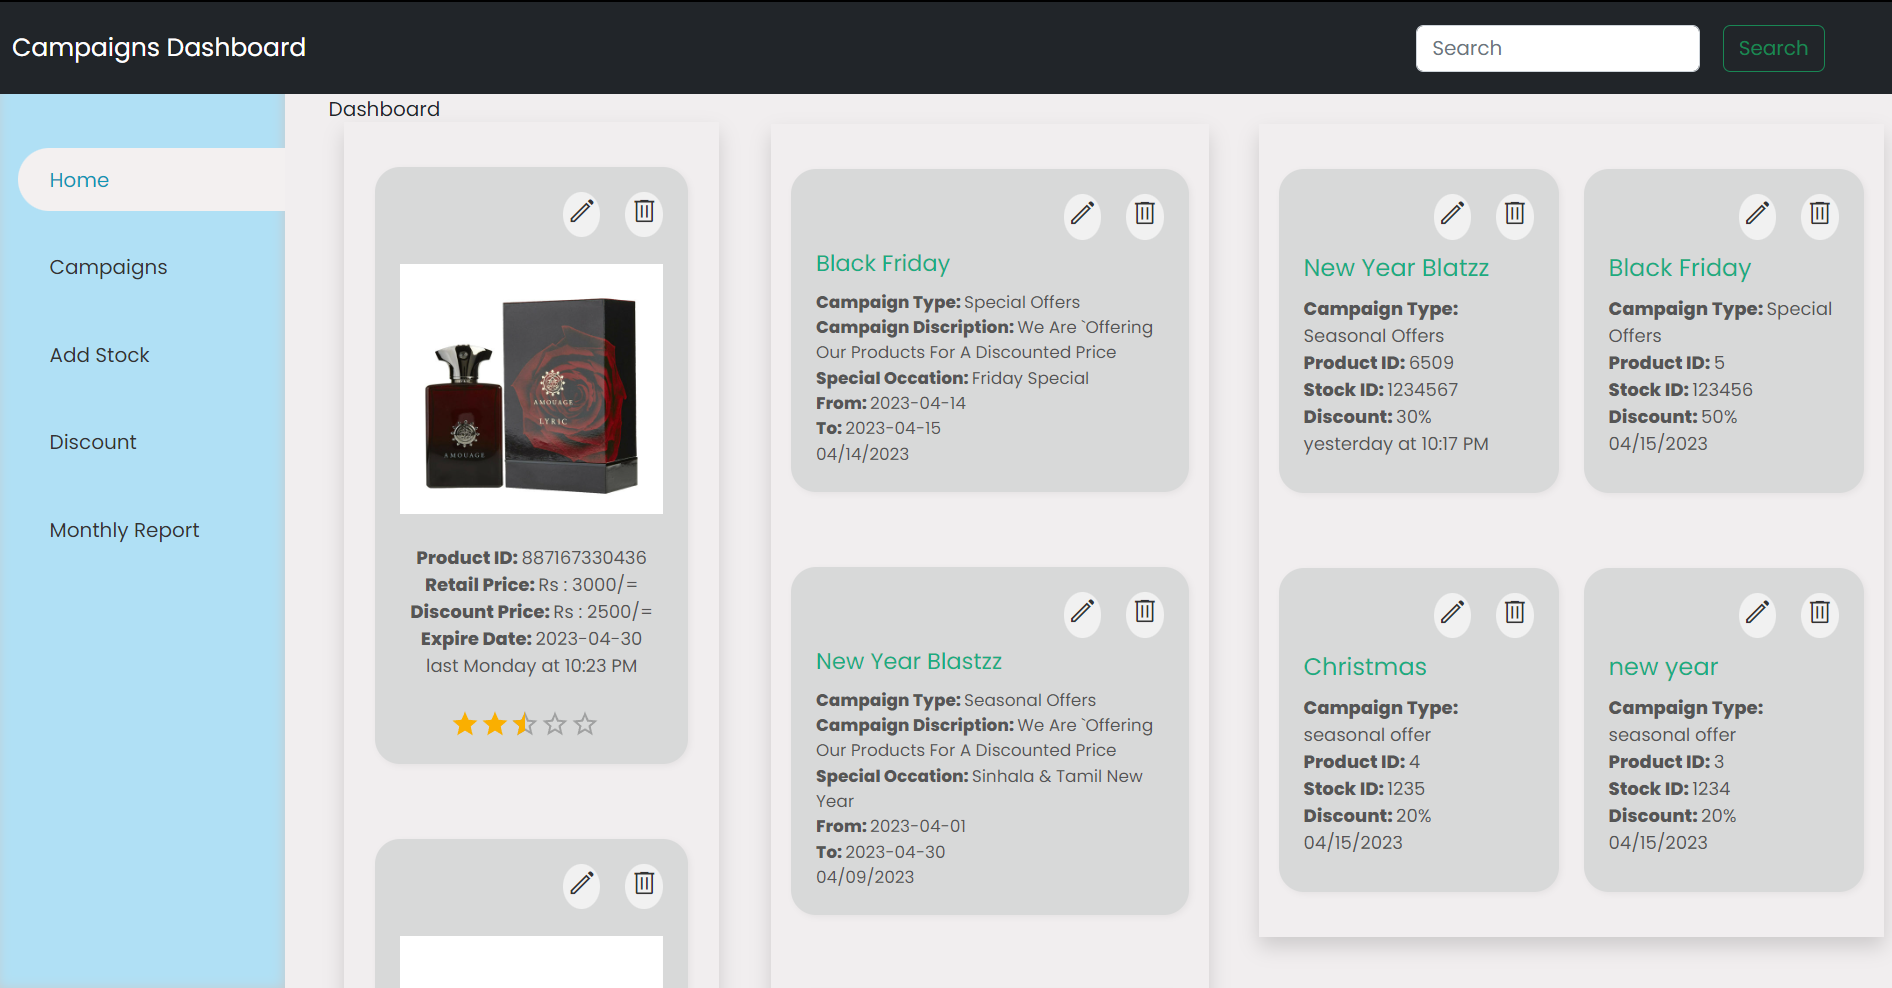 Campaigns Dashboard
Search
Search
Home
Campaigns
Add Stock
Discount
Monthly Report
Dashboard
AMOUAGE
LYRIC
AMOUAGE
Product ID: 887167330436
Retail Price: Rs : 3000/=
Discount Price: Rs : 2500/=
Expire Date: 2023-04-30
last Monday at 10:23 PM
Black Friday
Campaign Type: Special Offers
Campaign Discription: We Are `Offering
Our Products For A Discounted Price
Special Occation: Friday Special
From: 2023-04-14
To: 2023-04-15
04/14/2023
New Year Blastzz
Campaign Type: Seasonal Offers
Campaign Discription: We Are `Offering
Our Products For A Discounted Price
Special Occation: Sinhala & Tamil New
Year
From: 2023-04-01
To: 2023-04-30
04/09/2023
New Year Blatzz
Campaign Type:
Seasonal Offers
Product ID: 6509
Stock ID: 1234567
Discount: 30%
yesterday at 10:17 PM
Black Friday
Campaign Type: Special
Offers
Product ID: 5
Stock ID: 123456
Discount: 50%
04/15/2023
Christmas
Campaign Type:
seasonal offer
Product ID: 4
Stock ID: 1235
Discount: 20%
04/15/2023
new year
Campaign Type:
seasonal offer
Product ID: 3
Stock ID: 1234
Discount: 20%
04/15/2023